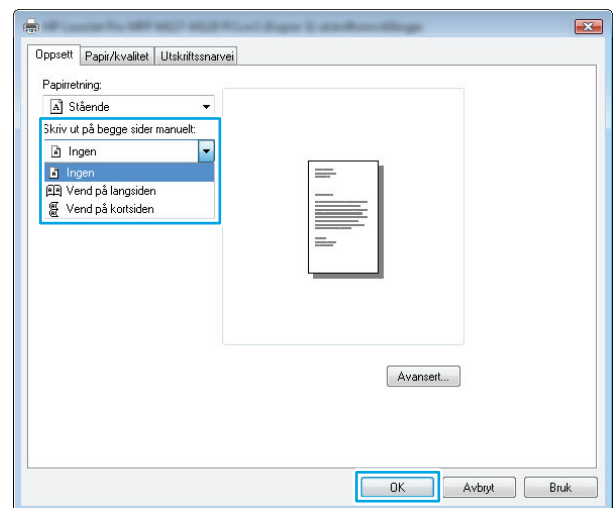 Oppsett Papir/kvalitet Utskriftssnarvei
Papirretning:
A Stående
Skriv ut på begge sider manuelt:
Ingen
Ingen
Vend på langsiden
Vend på kortsiden
Avansert...
OK Avbryt Bruk